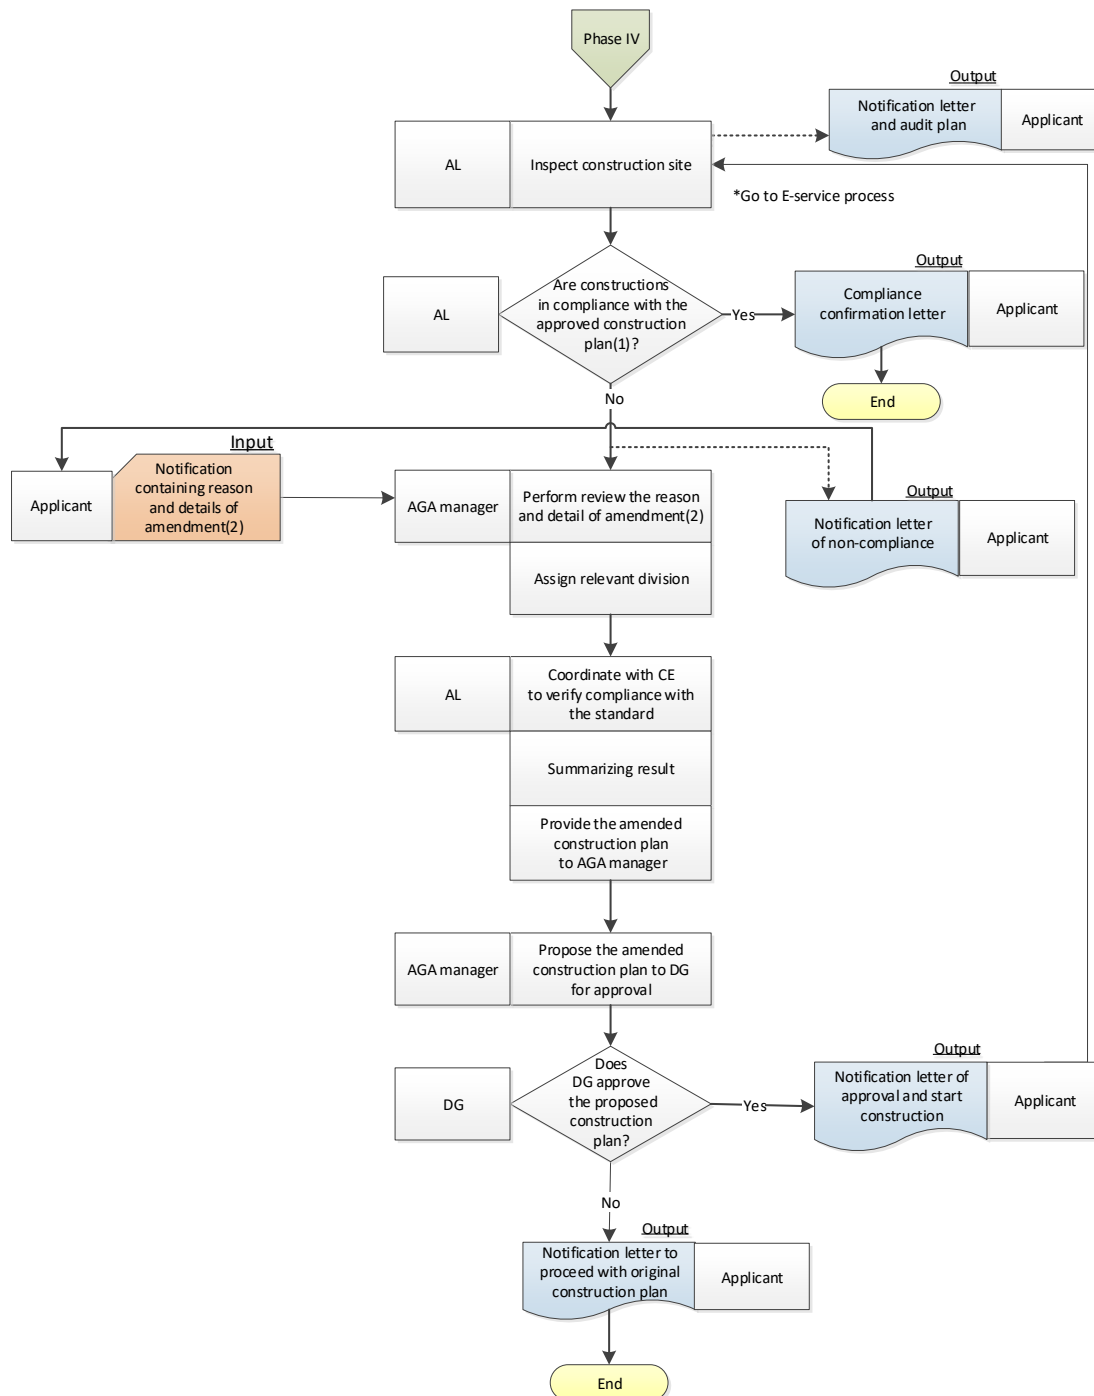 Phase IV
Output
Notification letter
and audit plan
Applicant
AL
Inspect construction site
*Go to E-service process
Output
Are constructions
in compliance with the
approved construction
plan(1)?
AL
Yes
Compliance
confirmation letter
Applicant
End
No
Input
Applicant
Notification
containing reason
and details of
amendment(2)
AGA manager
Perform review the reason
and detail of amendment(2)
Assign relevant division
Output
Notification letter
of non-compliance
Applicant
AL
Coordinate with CE
to verify compliance with
the standard
Summarizing result
Provide the amended
construction plan
to AGA manager
AGA manager
Propose the amended
construction plan to DG
for approval
DG
Does
DG approve
the proposed
construction
plan?
Yes
Output
Notification letter of
approval and start
construction
Applicant
No
Output
Notification letter to
proceed with original
construction plan
Applicant
End